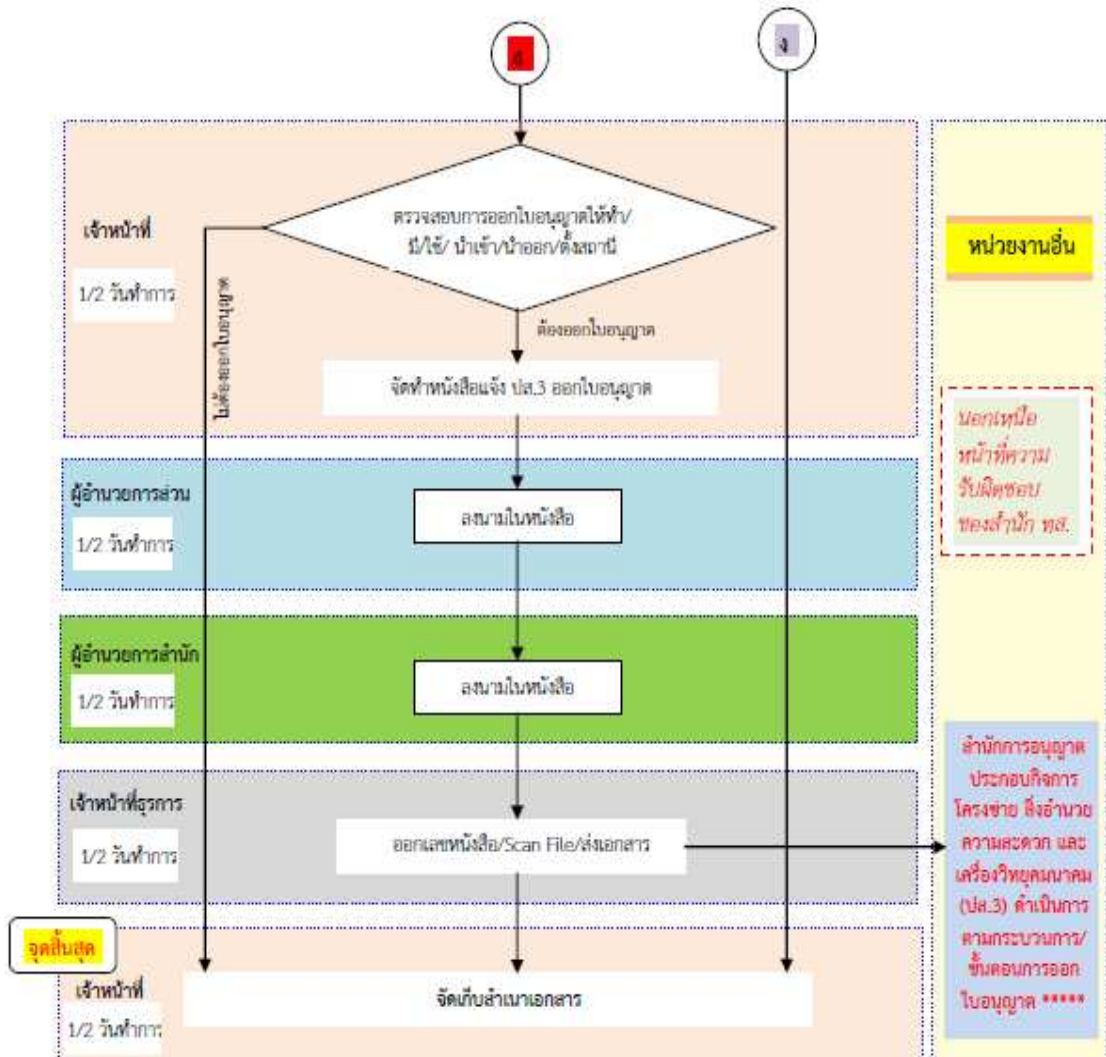 ง
เจ้าหน้าที่
1/2 วันทำการ
ตรวจสอบการออกใบอนุญาตให้ทำ/
มี/ใช้/ นำเข้า/นำออก/ตั้งสถานี
ไม่ต้องออกใบอนุญาต
ต้องออกใบอนุญาต
จัดทำหนังสือแจ้ง ปส.3 ออกใบอนุญาต
ผู้อำนวยการส่วน
1/2 วันทำการ
ลงนามในหนังสือ
ผู้อำนวยการสำนัก
1/2 วันทำการ
ลงนามในหนังสือ
เจ้าหน้าที่ธุรการ
1/2 วันทำการ
ออกเลขหนังสือ/Scan File/ส่งเอกสาร
จุดสิ้นสุด
เจ้าหน้าที่
1/2 วันทำการ
จัดเก็บสำเนาเอกสาร
หน่วยงานอื่น
นอกเหนือ
หน้าที่ความ
รับผิดชอบ
ของสำนัก ทส.
สำนักการอนุญาต
ประกอบกิจการ
โครงข่าย สิ่งอำนวย
ความสะดวก และ
เครื่องวิทยุคมนาคม
(ปส.3) ดำเนินการ
ตามกระบวนการ/
ขั้นตอนการออก
ใบอนุญาต *****